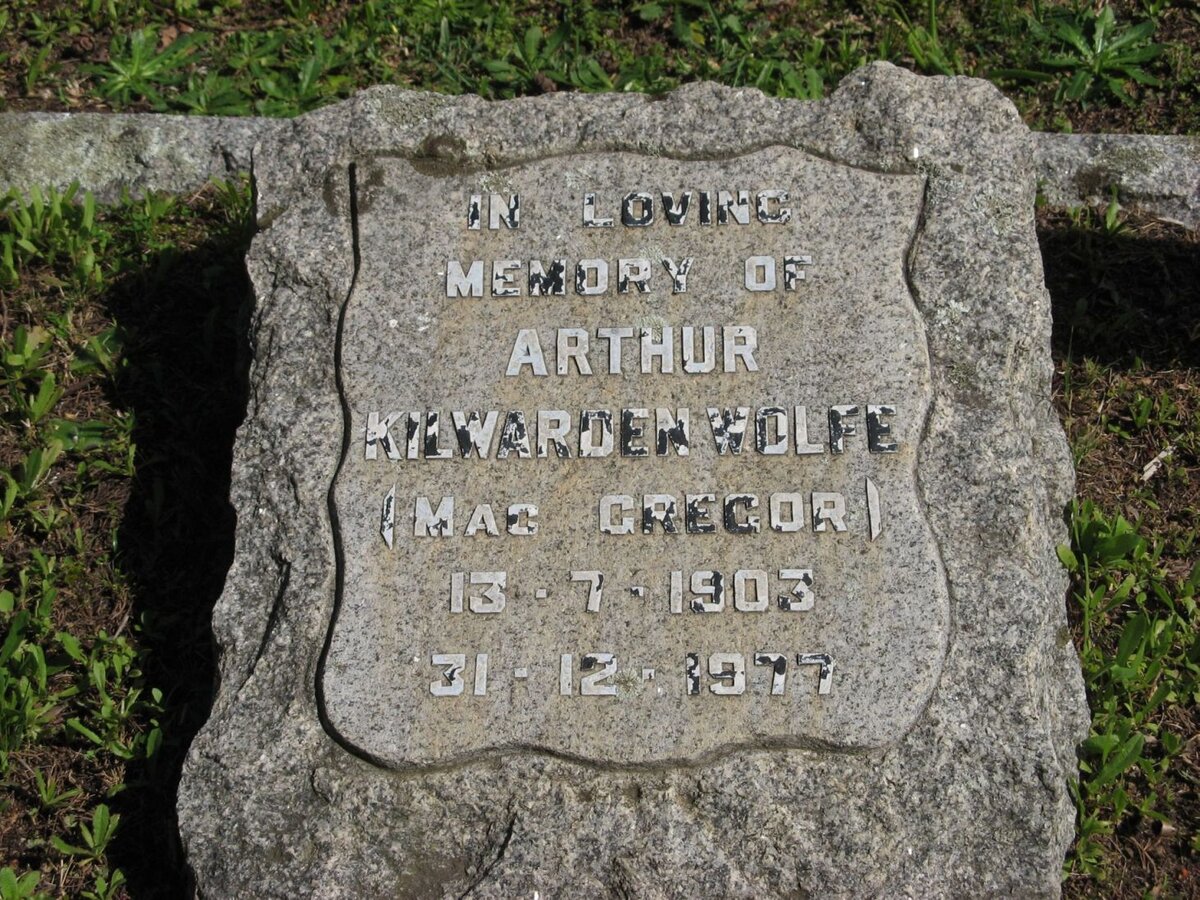 IN LOVING
MEMORY OF
ARTHUR
KILWARDEN WOLFE
(MAC GREGOR)
13 - 7 - 1903
31 - 12 - 1977